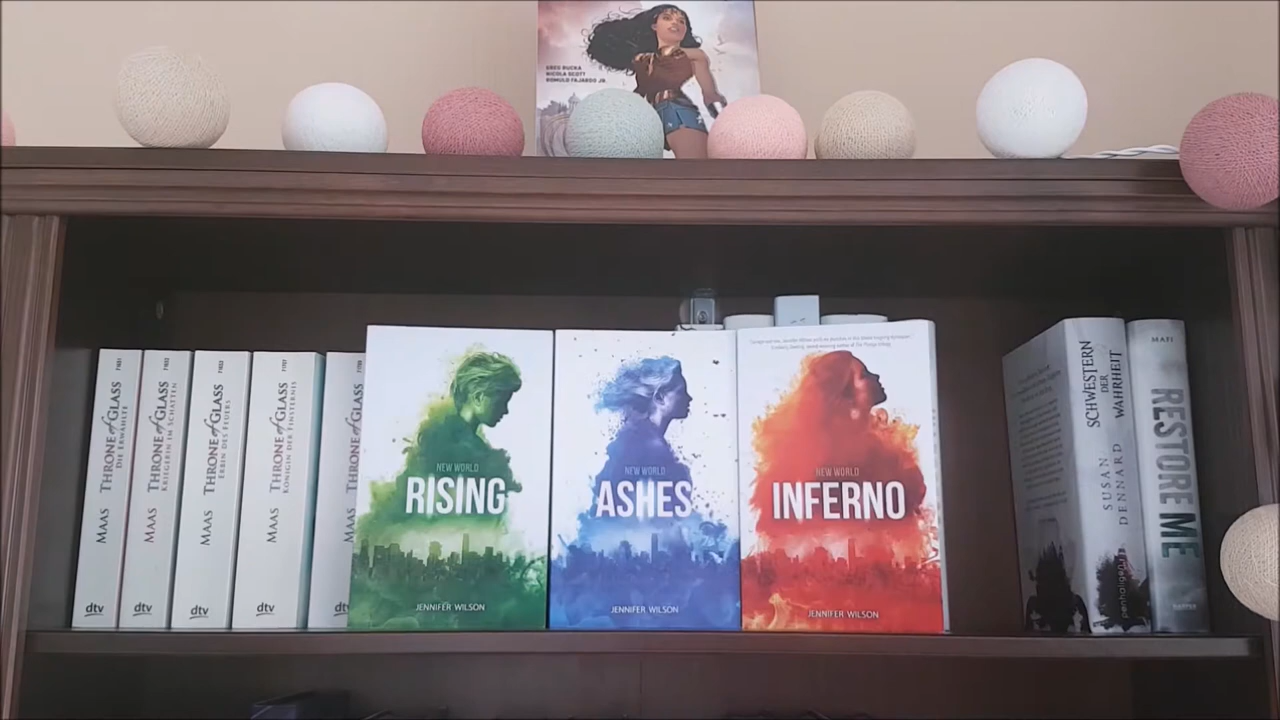 GREG RUCKA
NICOLA SCOTT
ROMULO FAJARDO JR.
MAAS THRONE of GLASS
DIE ERWÄHLTE
dtv
MAAS THRONE of GLASS
KRIEGERIN IM SCHATTEN
dtv
MAAS THRONE of GLASS
ERBEN DES FEUERS
dtv
MAAS THRONE of GLASS
KÖNIGIN DER FINSTERNIS
dtv
MAAS THRONE of GLASS
dtv
NEW WORLD
RISING
JENNIFER WILSON
NEW WORLD
ASHES
JENNIFER WILSON
NEW WORLD
INFERNO
JENNIFER WILSON
SUSAN
DENNARD
SCHWESTERN
DER
WAHRHEIT
penhaligon
MAFI
RESTORE ME